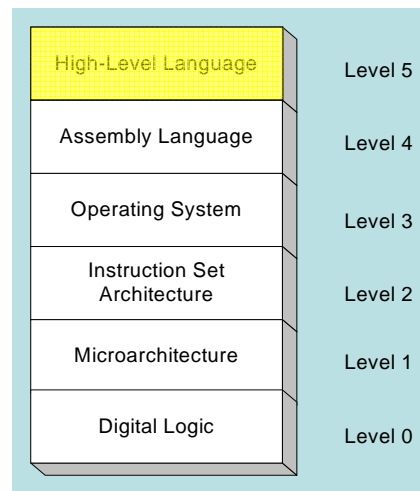 High-Level Language Level 5
Assembly Language Level 4
Operating System Level 3
Instruction Set
Architecture Level 2
Microarchitecture Level 1
Digital Logic Level 0